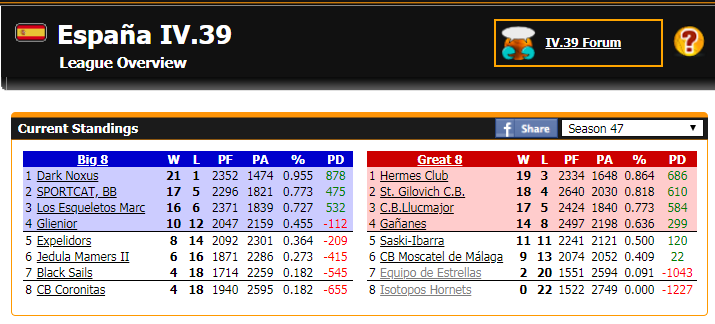 España IV.39
League Overview
IV.39 Forum
?
Current Standings
f Share
Season 47
Big 8 W L PF PA % PD
1 Dark Noxus 21 1 2352 1474 0.955 878
2 SPORTCAT, BB 17 5 2296 1821 0.773 475
3 Los Esqueletos Marc 16 6 2371 1839 0.727 532
4 Glienior 10 12 2047 2159 0.455 -112
5 Expelidors 8 14 2092 2301 0.364 -209
6 Jedula Mamers II 6 16 1871 2286 0.273 -415
7 Black Sails 4 18 1714 2259 0.182 -545
8 CB Coronitas 4 18 1940 2595 0.182 -655
Great 8 W L PF PA % PD
1 Hermes Club 19 3 2334 1648 0.864 686
2 St. Gilovich C.B. 18 4 2640 2030 0.818 610
3 C.B.Llucmajor 17 5 2424 1840 0.773 584
4 Gañanes 14 8 2497 2198 0.636 299
5 Saski-Ibarra 11 11 2241 2121 0.500 120
6 CB Moscatel de Málaga 9 13 2074 2052 0.409 22
7 Equipo de Estrellas 2 20 1551 2594 0.091 -1043
8 Isotopos Hornets 0 22 1522 2749 0.000 -1227